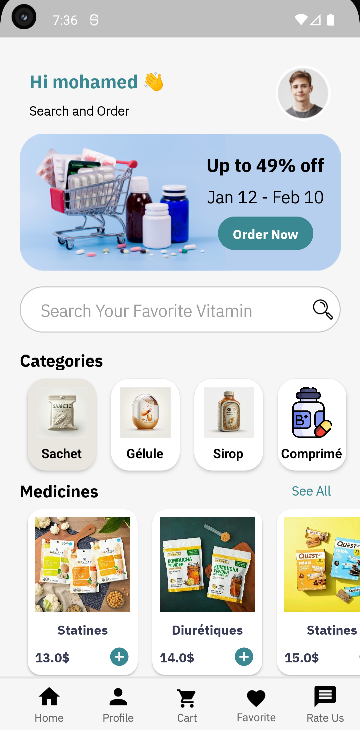 7:36
Hi mohamed 👋
Search and Order
Up to 49% off
Jan 12 - Feb 10
Order Now
Search Your Favorite Vitamin
Categories
Sachet
Gélule
Sirop
B+
Comprimé
Medicines
See All
QUEST
QUEST
Statines
Diurétiques
Statines
13.0$
14.0$
15.0$
Home
Profile
Cart
Favorite
Rate Us